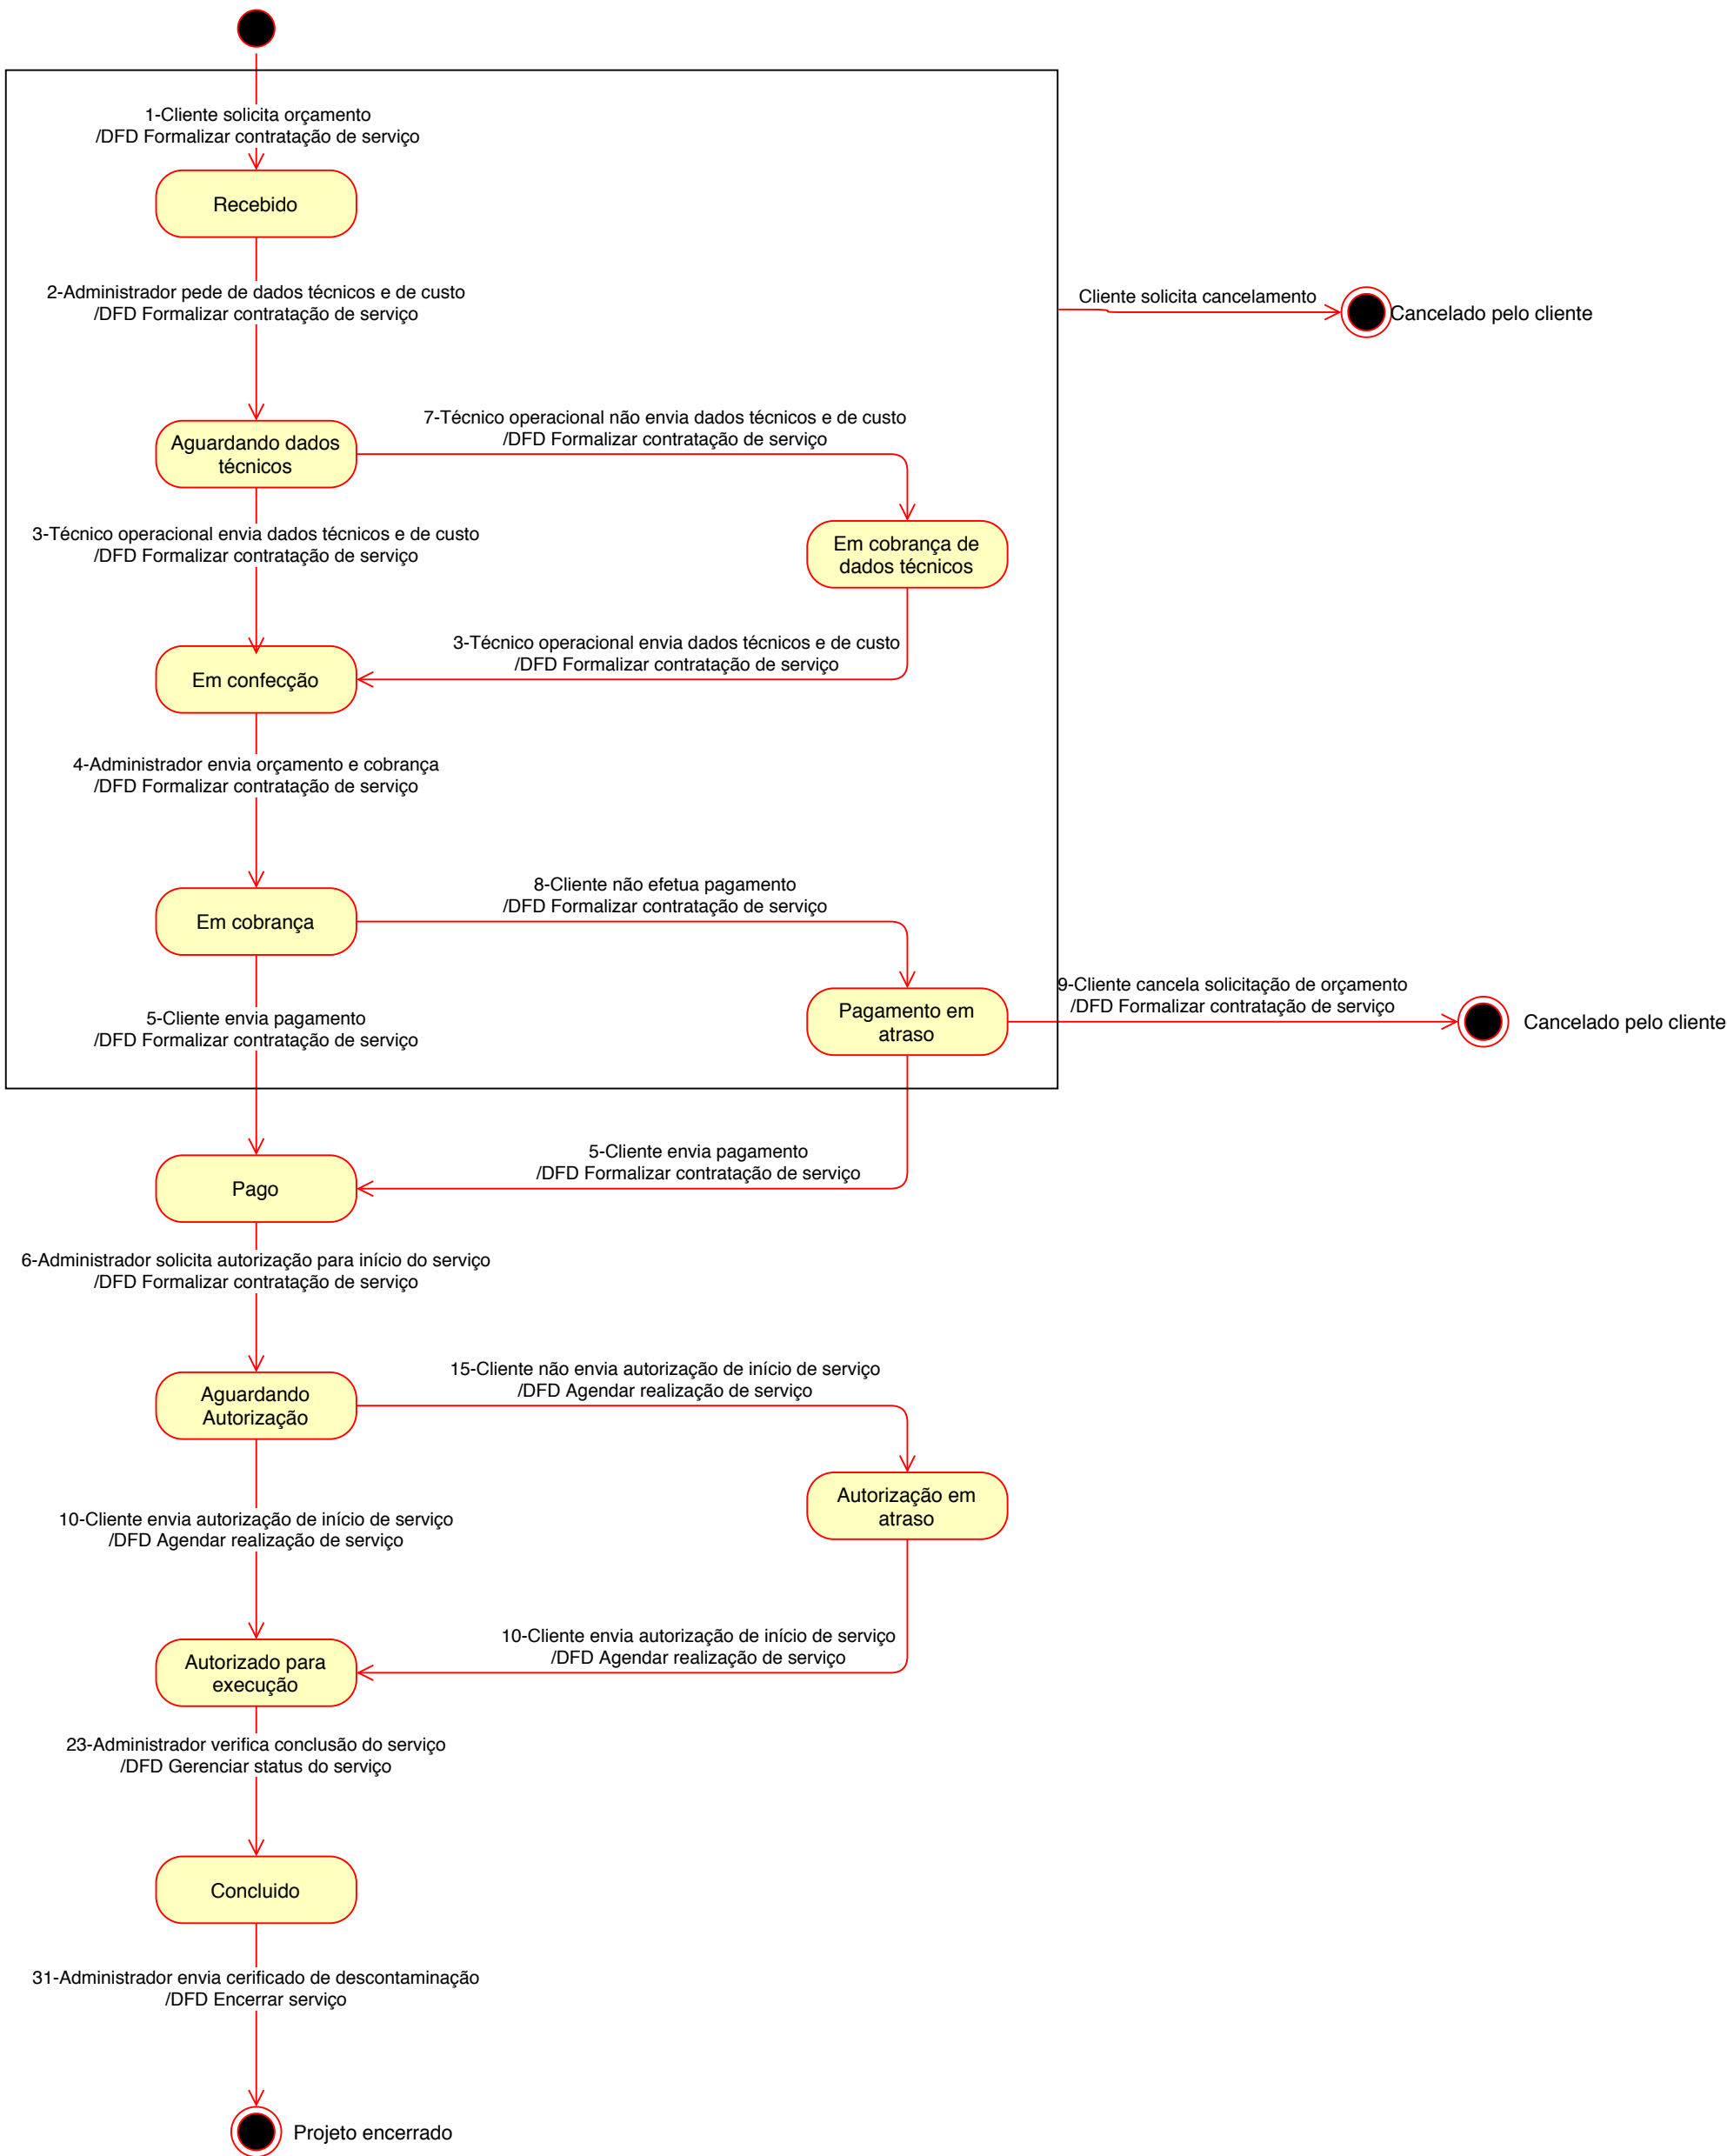 1-Cliente solicita orçamento
/DFD Formalizar contratação de serviço
Recebido
2-Administrador pede de dados técnicos e de custo
/DFD Formalizar contratação de serviço
Cliente solicita cancelamento
Cancelado pelo cliente
Aguardando dados
técnicos
7-Técnico operacional não envia dados técnicos e de custo
/DFD Formalizar contratação de serviço
3-Técnico operacional envia dados técnicos e de custo
/DFD Formalizar contratação de serviço
Em cobrança de
dados técnicos
3-Técnico operacional envia dados técnicos e de custo
/DFD Formalizar contratação de serviço
Em confecção
4-Administrador envia orçamento e cobrança
/DFD Formalizar contratação de serviço
8-Cliente não efetua pagamento
/DFD Formalizar contratação de serviço
Em cobrança
9-Cliente cancela solicitação de orçamento
/DFD Formalizar contratação de serviço
Pagamento em
atraso
Cancelado pelo cliente
5-Cliente envia pagamento
/DFD Formalizar contratação de serviço
5-Cliente envia pagamento
/DFD Formalizar contratação de serviço
Pago
6-Administrador solicita autorização para início do serviço
/DFD Formalizar contratação de serviço
15-Cliente não envia autorização de início de serviço
/DFD Agendar realização de serviço
Aguardando
Autorização
Autorização em
atraso
10-Cliente envia autorização de início de serviço
/DFD Agendar realização de serviço
10-Cliente envia autorização de início de serviço
/DFD Agendar realização de serviço
Autorizado para
execução
23-Administrador verifica conclusão do serviço
/DFD Gerenciar status do serviço
Concluido
31-Administrador envia cerificado de descontaminação
/DFD Encerrar serviço
Projeto encerrado